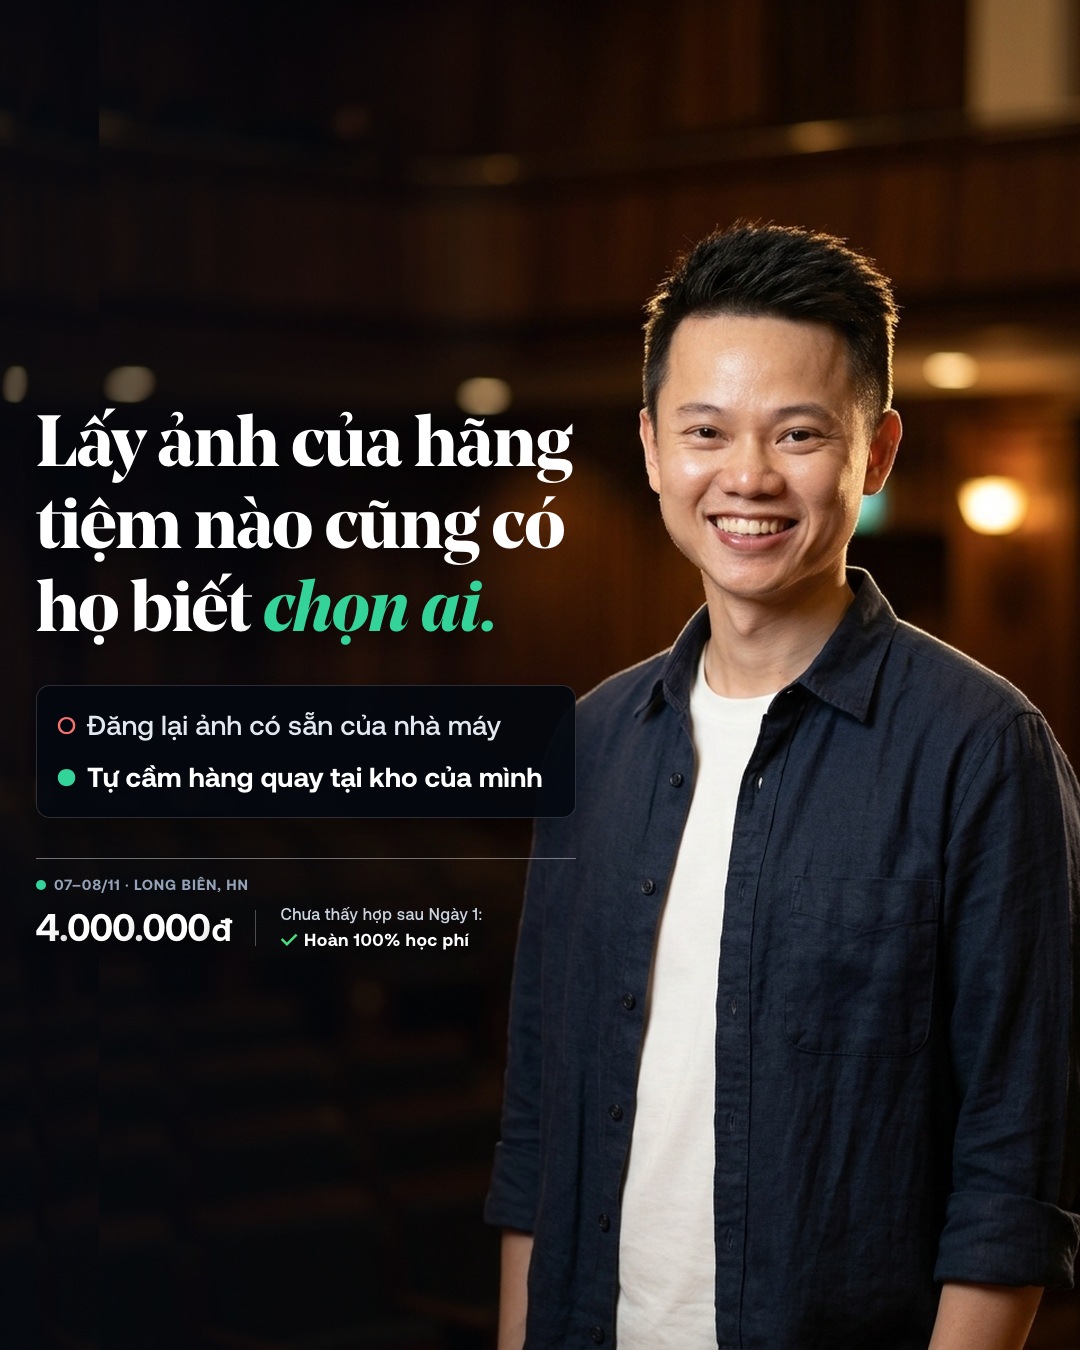 Lấy ảnh của hãng
tiệm nào cũng có
họ biết chọn ai.
Đăng lại ảnh có sẵn của nhà máy
Tự cầm hàng quay tại kho của mình
07–08/11 · LONG BIÊN, HN
4.000.000đ
Chưa thấy hợp sau Ngày 1:
Hoàn 100% học phí